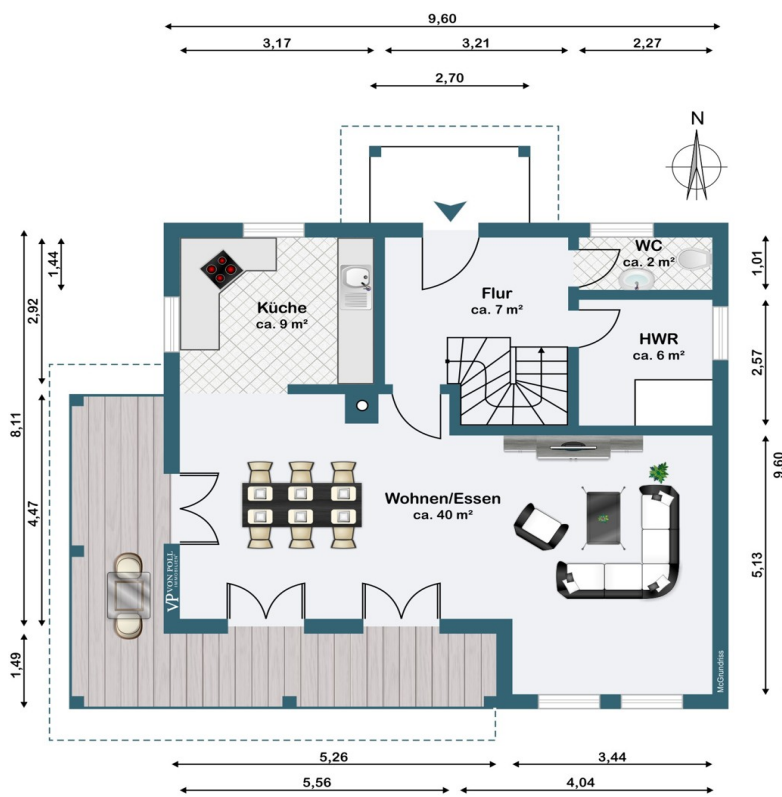 9,60
3,17
3,21
2,27
2,70
N
1,44
2,92
8,11
4,47
1,49
Küche
ca. 9 m²
Flur
ca. 7 m²
WC
ca. 2 m²
HWR
ca. 6 m²
1,01
2,57
9,60
5,13
Wohnen/Essen
ca. 40 m²
VP VON POLL
IMMOBILIEN
McGrundriss
5,26
3,44
5,56
4,04